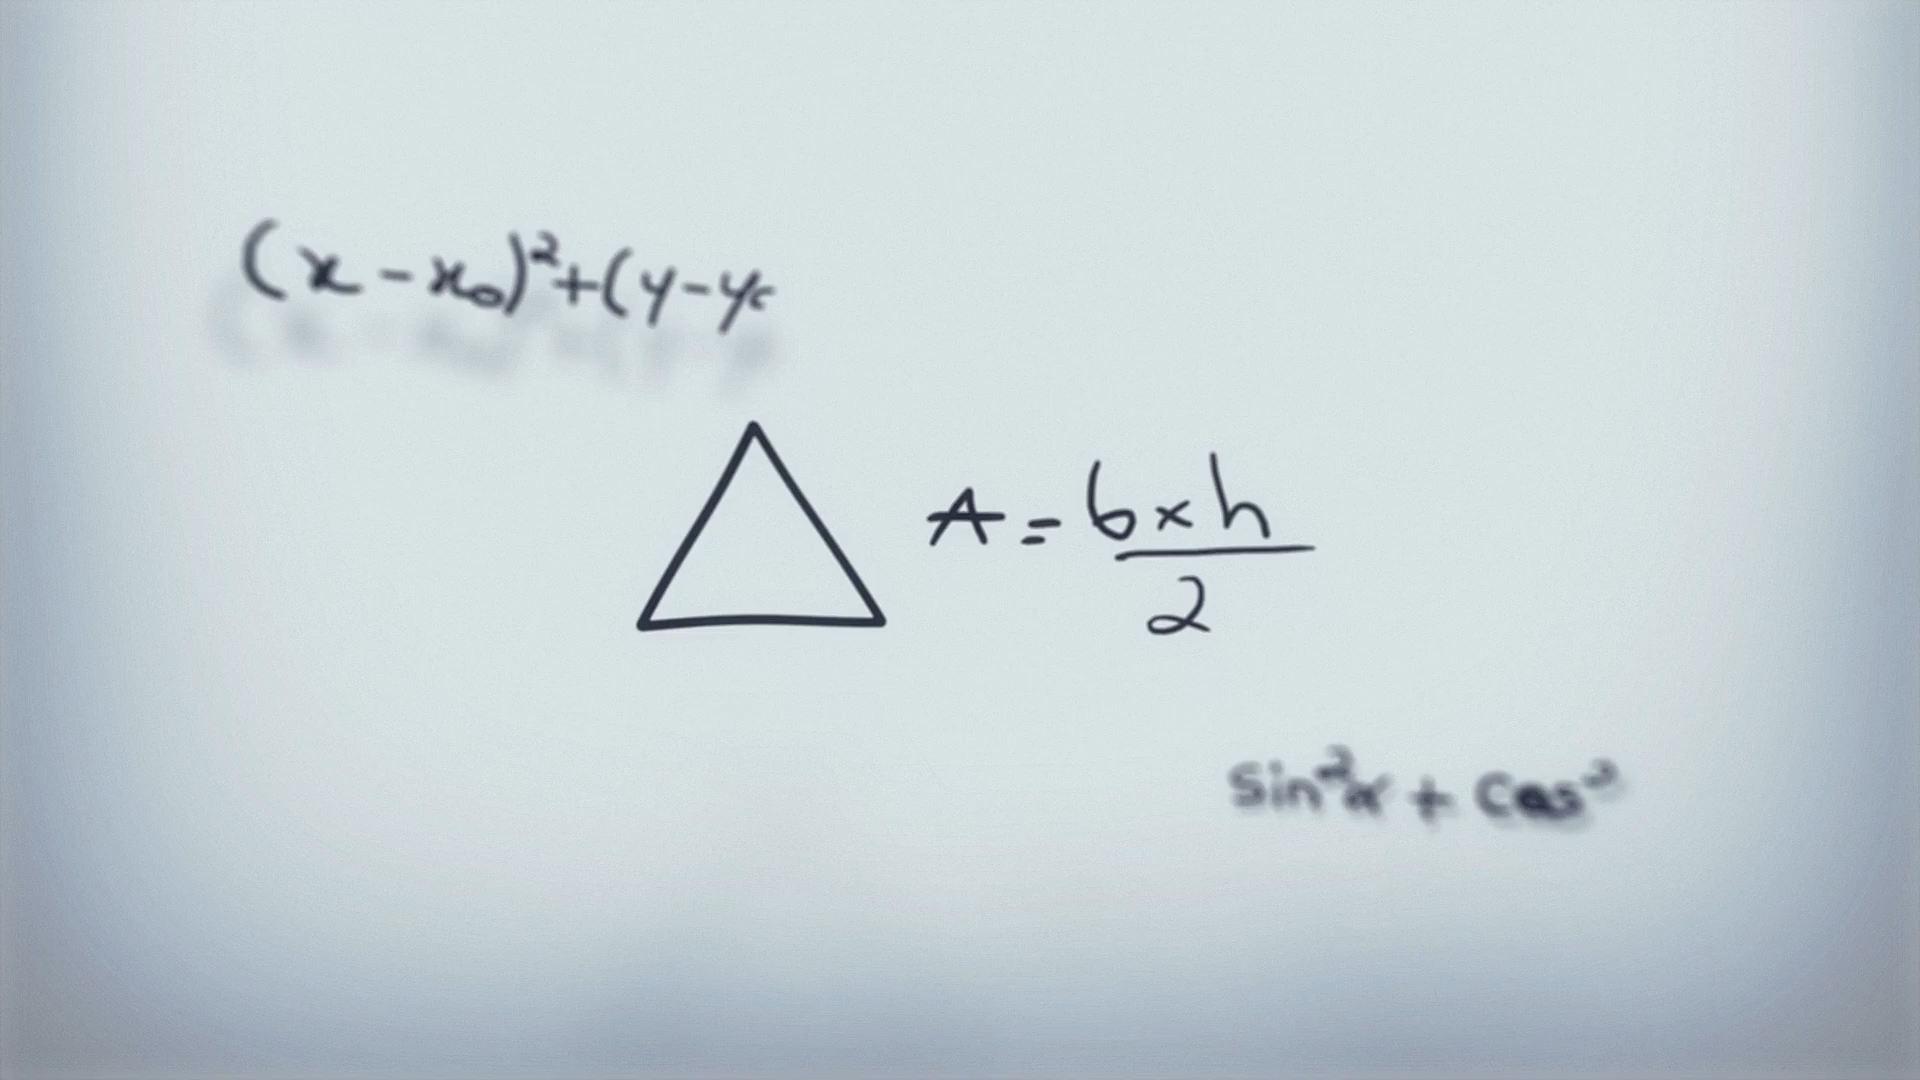 (x - x₀)² + (y - y
A = b x h
2
sin²x + cos²